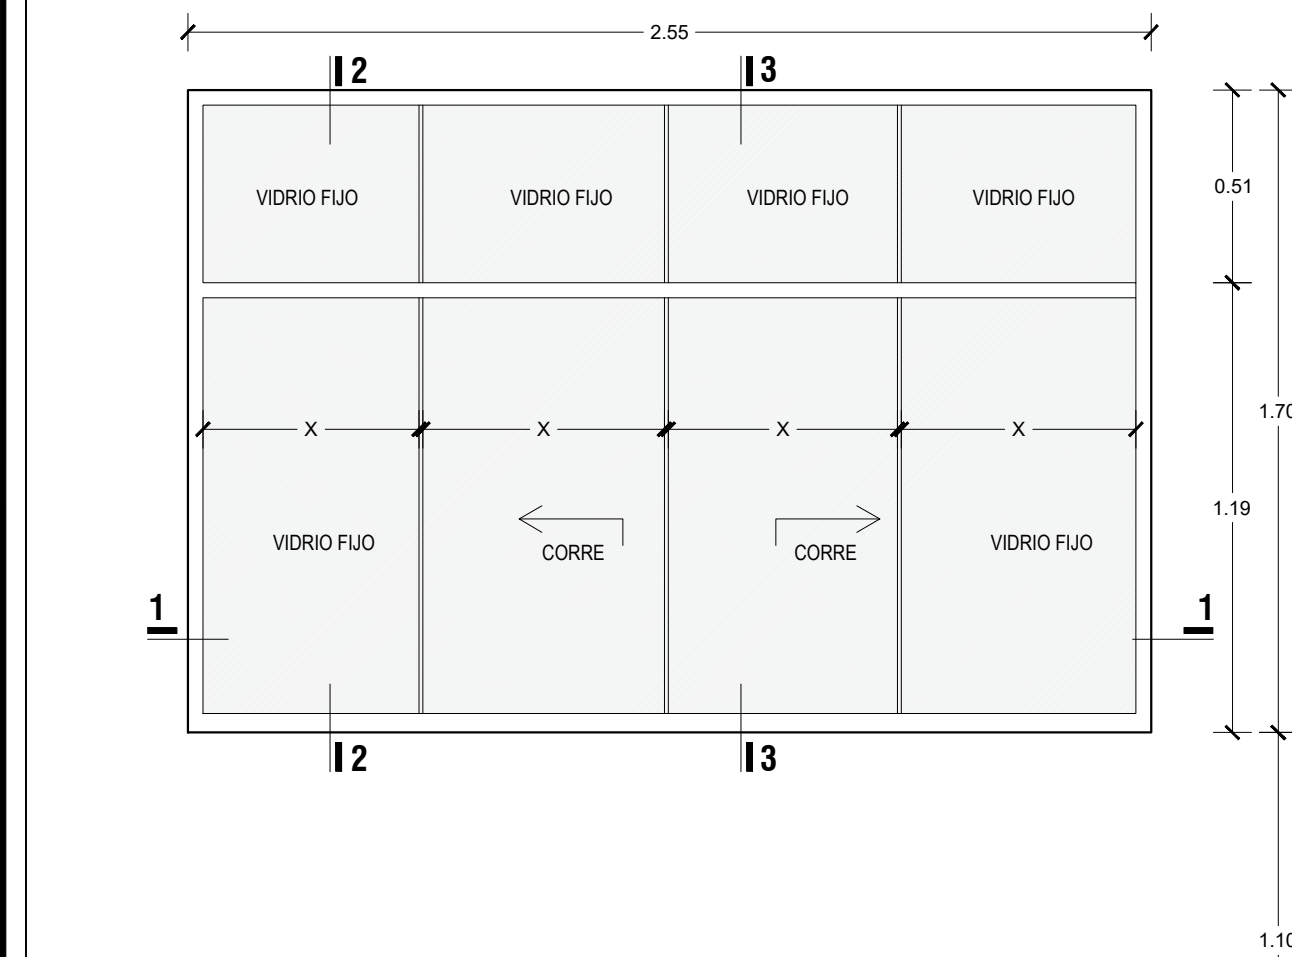 2.55
2 3
VIDRIO FIJO VIDRIO FIJO VIDRIO FIJO VIDRIO FIJO
0.51
X X X X
1.70
1.19
VIDRIO FIJO CORRE CORRE VIDRIO FIJO
1 1
2 3
1.10